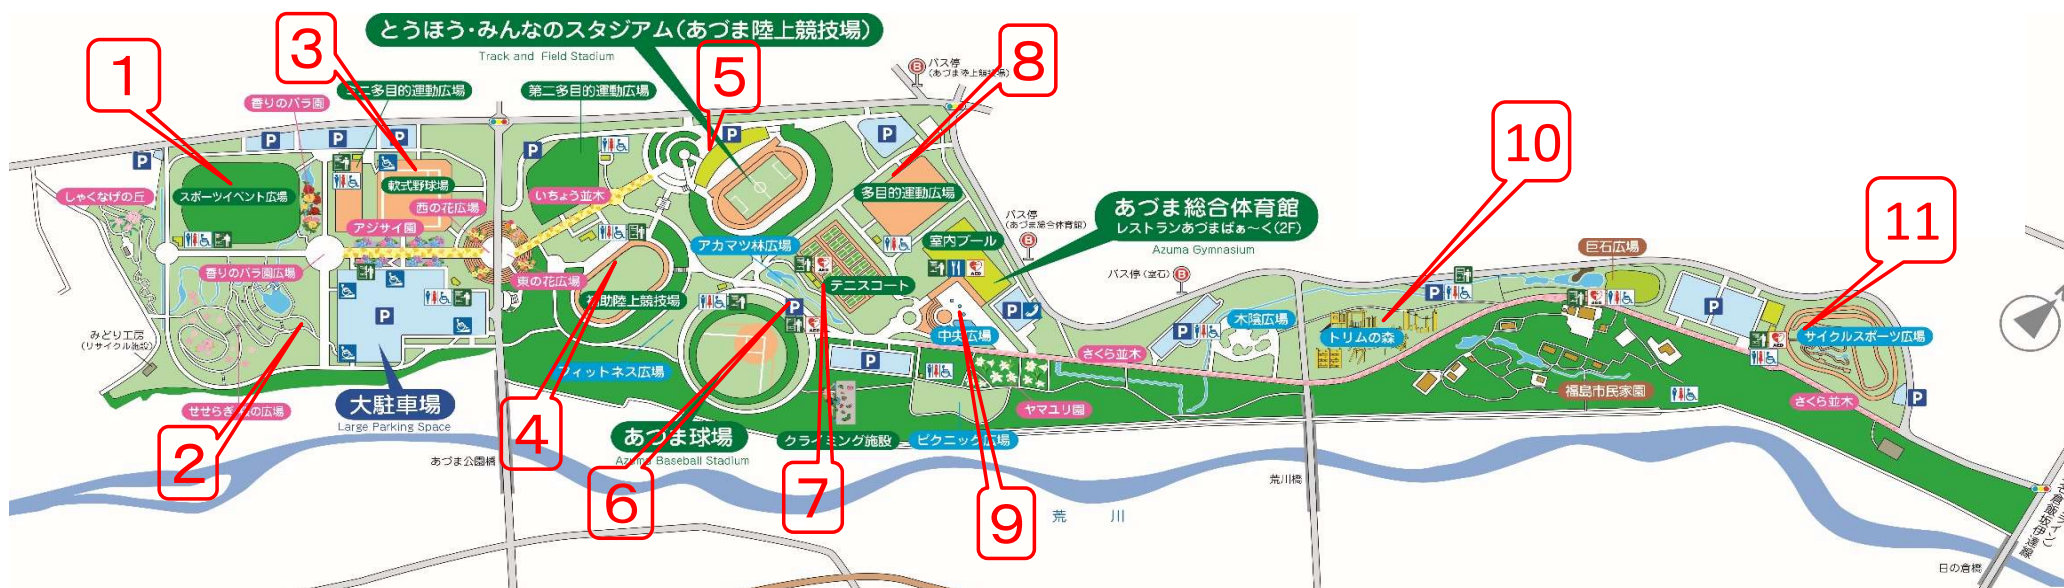 とうほう・みんなのスタジアム(あづま陸上競技場)
Track and Field Stadium
1
3
5
8
10
11
バス停
(あづま陸上競技場)
香りのバラ園
第二多目的運動広場
P
P
P
P
P
P
P
しゃくなげの丘
スポーツイベント広場
軟式野球場
西の花広場
アジサイ園
いちょう並木
多目的運動広場
バス停
(あづま総合体育館)
あづま総合体育館
レストランあづまばぁ～く(2F)
Azuma Gymnasium
アカマツ林広場
室内プール
香りのバラ園広場
東の花広場
補助陸上競技場
テニスコート
AED
AED
バス停(室石)
巨石広場
P
P
P
P
P
P
AED
AED
AED
みどり工房
(リサイクル施設)
フィットネス広場
中央広場
木陰広場
トリムの森
サイクルスポーツ広場
さくら並木
P
P
せせらぎ
の広場
大駐車場
Large Parking Space
ヤマユリ園
福島市民家園
さくら並木
あづま球場
Azuma Baseball Stadium
クライミング施設
ピクニック広場
2
4
6
7
9
あづま公園橋
荒川橋
荒 川
日の倉橋